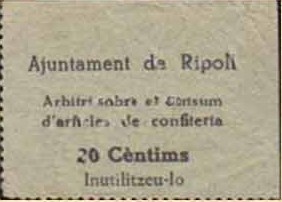 Ajuntament de Ripoll
Arbitri sobre el Consum
d'articles de confiteria
20 Cèntims
Inutilitzeu-lo